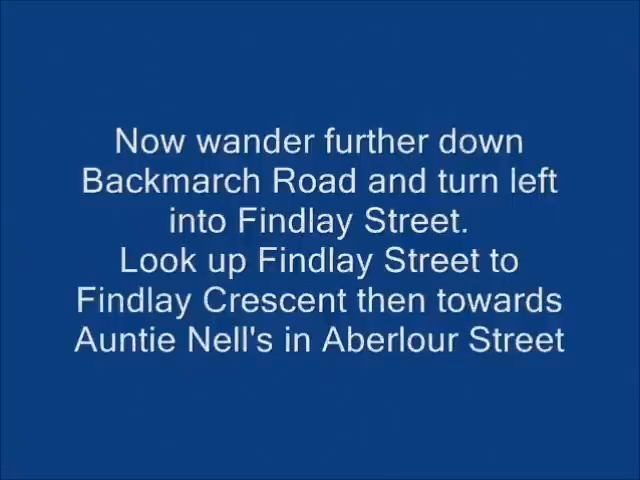 Now wander further down
Backmarch Road and turn left
into Findlay Street.
Look up Findlay Street to
Findlay Crescent then towards
Auntie Nell's in Aberlour Street